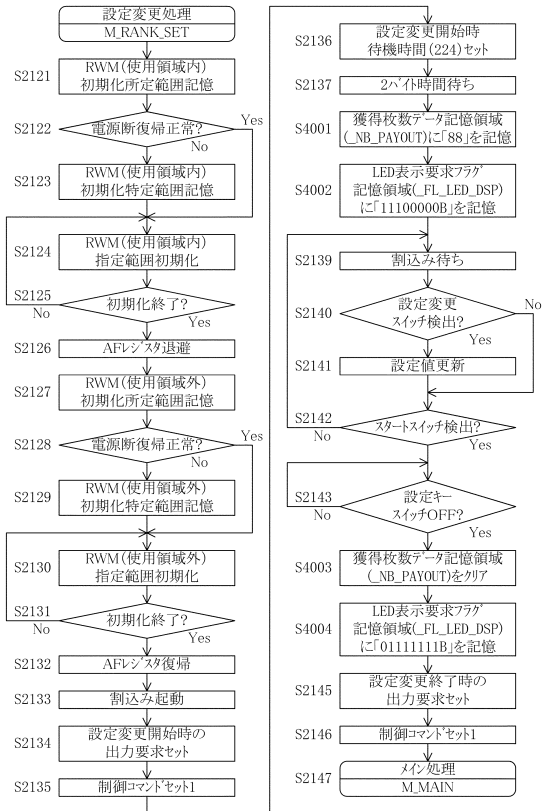 設定変更処理
M_RANK_SET
S2121
RWM(使用領域内)
初期化所定範囲記憶
S2122
電源断復帰正常?
Yes
No
S2123
RWM(使用領域内)
初期化特定範囲記憶
S2124
RWM(使用領域内)
指定範囲初期化
S2125
初期化終了?
No
Yes
S2126
AFレジスタ退避
S2127
RWM(使用領域外)
初期化所定範囲記憶
S2128
電源断復帰正常?
Yes
No
S2129
RWM(使用領域外)
初期化特定範囲記憶
S2130
RWM(使用領域外)
指定範囲初期化
S2131
初期化終了?
No
Yes
S2132
AFレジスタ復帰
S2133
割込み起動
S2134
設定変更開始時の
出力要求セット
S2135
制御コマンドセット1
S2136
設定変更開始時
待機時間(224)セット
S2137
2バイト時間待ち
S4001
獲得枚数データ記憶領域
(_NB_PAYOUT)に「88」を記憶
S4002
LED表示要求フラグ
記憶領域(_FL_LED_DSP)
に「11100000B」を記憶
S2139
割込み待ち
S2140
設定変更
スイッチ検出?
No
Yes
S2141
設定値更新
S2142
スタートスイッチ検出?
No
Yes
S2143
設定キー
スイッチOFF?
No
Yes
S4003
獲得枚数データ記憶領域
(_NB_PAYOUT)をクリア
S4004
LED表示要求フラグ
記憶領域(_FL_LED_DSP)
に「01111111B」を記憶
S2145
設定変更終了時の
出力要求セット
S2146
制御コマンドセット1
S2147
メイン処理
M_MAIN